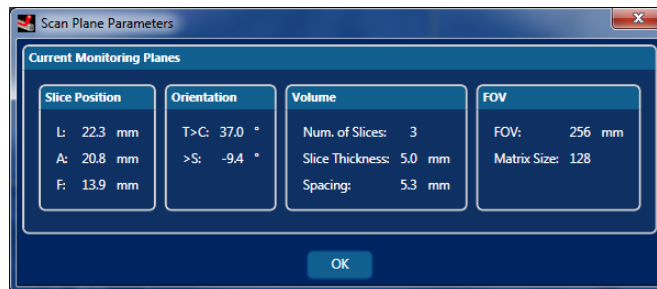 Scan Plane Parameters
Current Monitoring Planes
Slice Position
L: 22.3 mm
A: 20.8 mm
F: 13.9 mm
Orientation
T>C: 37.0 °
>S: -9.4 °
Volume
Num. of Slices: 3
Slice Thickness: 5.0 mm
Spacing: 5.3 mm
FOV
FOV: 256 mm
Matrix Size: 128
OK